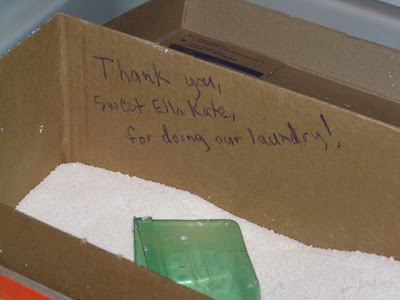 Thank you,
Sweet Ella Kate,
for doing our laundry!